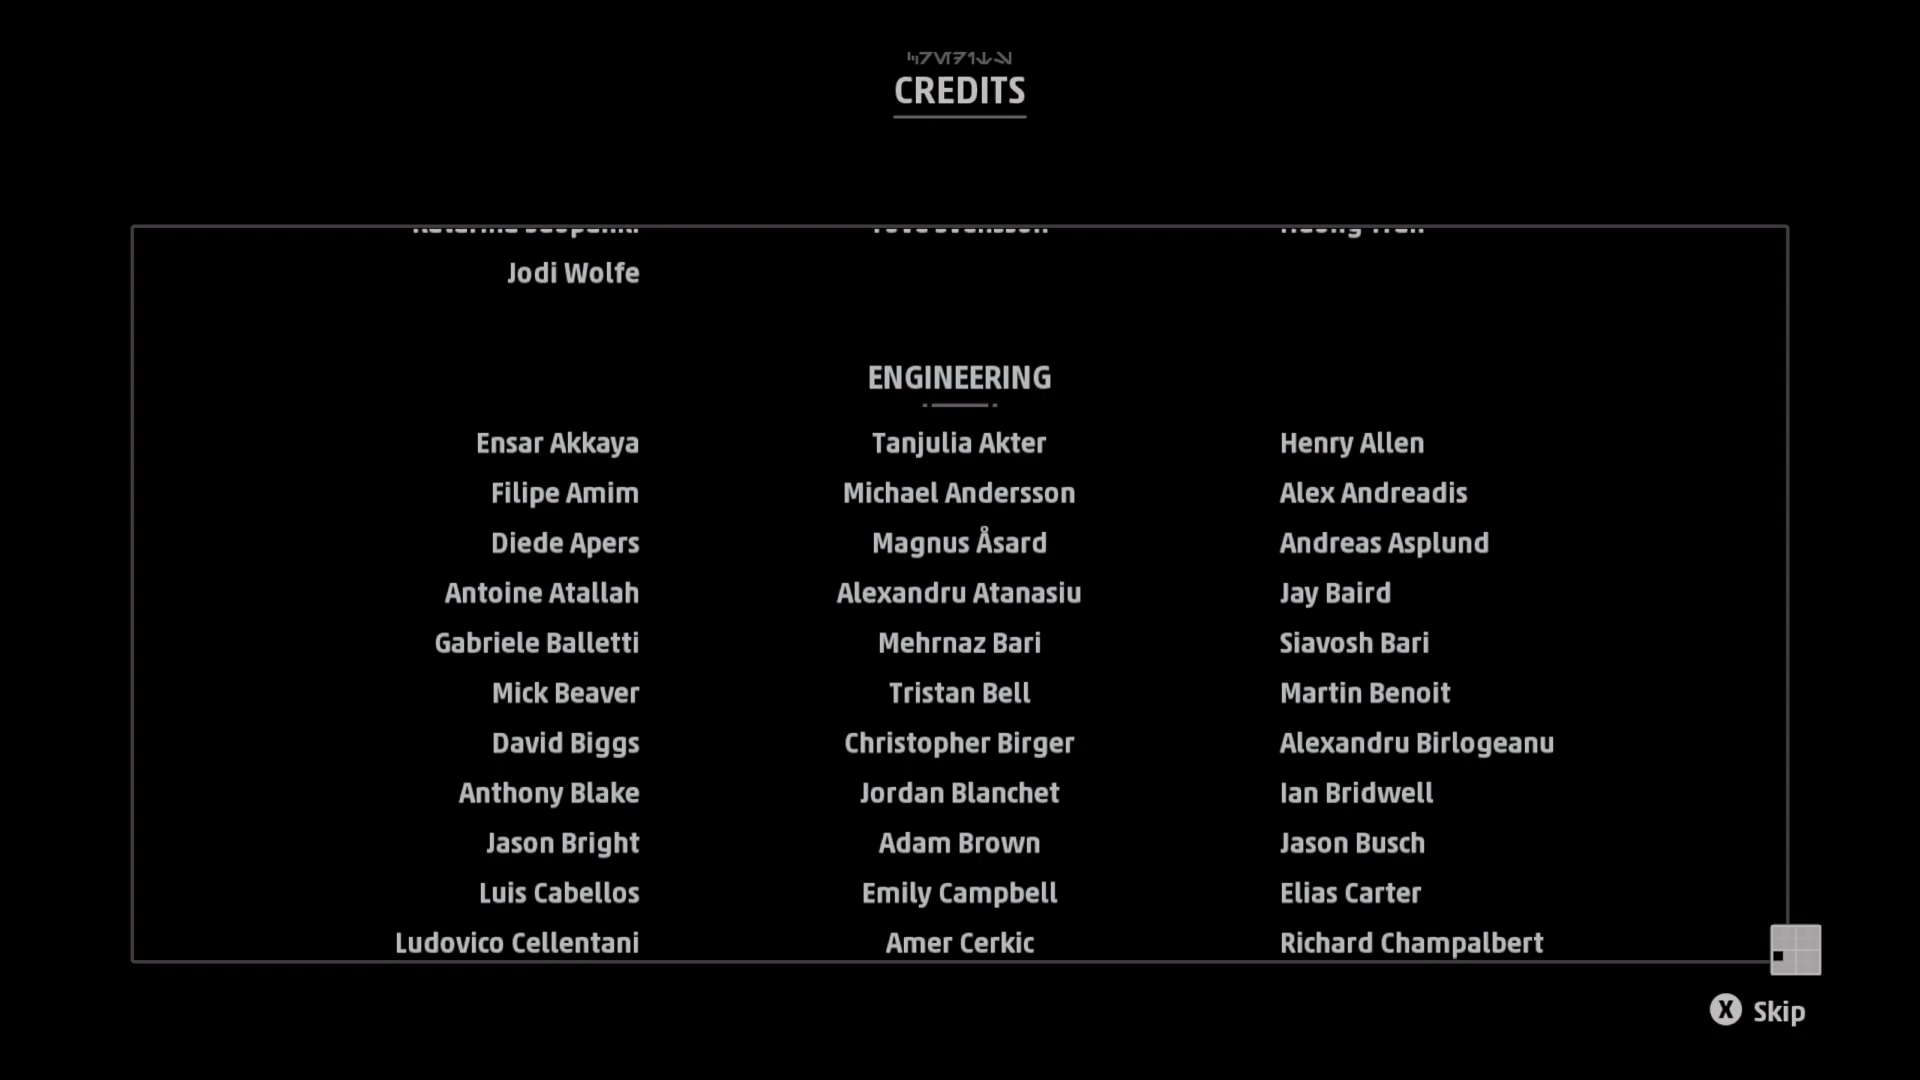 CREDITS
Jodi Wolfe
ENGINEERING
Ensar Akkaya Tanjulia Akter Henry Allen
Filipe Amim Michael Andersson Alex Andreadis
Diede Apers Magnus Åsard Andreas Asplund
Antoine Atallah Alexandru Atanasiu Jay Baird
Gabriele Balletti Mehrnaz Bari Siavosh Bari
Mick Beaver Tristan Bell Martin Benoit
David Biggs Christopher Birger Alexandru Birlogeanu
Anthony Blake Jordan Blanchet Ian Bridwell
Jason Bright Adam Brown Jason Busch
Luis Cabellos Emily Campbell Elias Carter
Ludovico Cellentani Amer Cerkic Richard Champalbert
X Skip